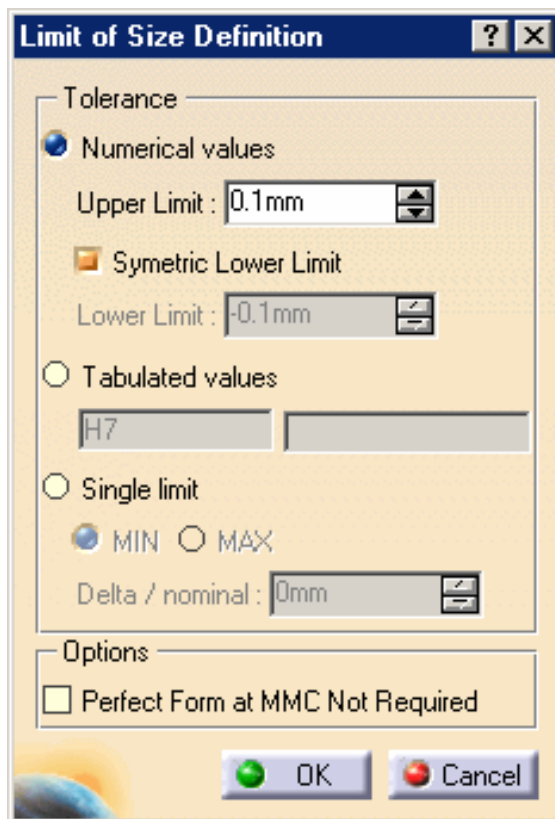 Limit of Size Definition
Tolerance
Numerical values
Upper Limit : 0.1mm
Symetric Lower Limit
Lower Limit : -0.1mm
Tabulated values
H7
Single limit
MIN MAX
Delta / nominal : 0mm
Options
Perfect Form at MMC Not Required
OK Cancel